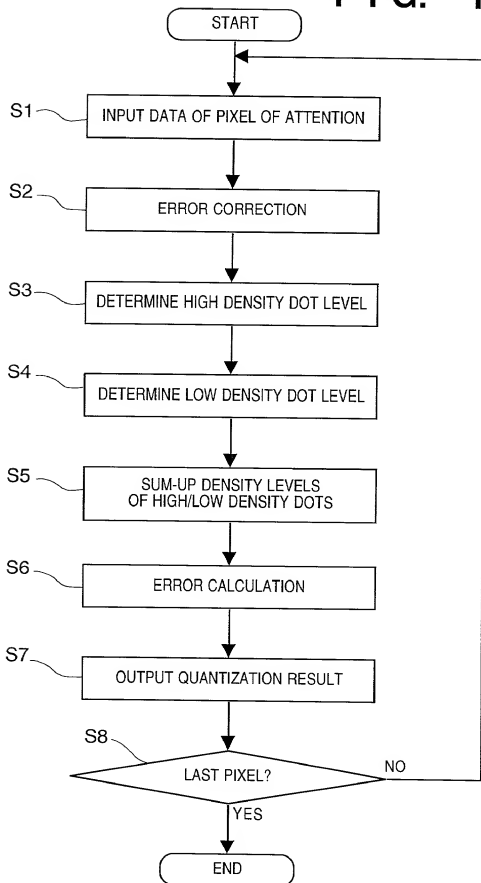 FIG.
START
S1
INPUT DATA OF PIXEL OF ATTENTION
S2
ERROR CORRECTION
S3
DETERMINE HIGH DENSITY DOT LEVEL
S4
DETERMINE LOW DENSITY DOT LEVEL
S5
SUM-UP DENSITY LEVELS
OF HIGH/LOW DENSITY DOTS
S6
ERROR CALCULATION
S7
OUTPUT QUANTIZATION RESULT
S8
LAST PIXEL?
NO
YES
END